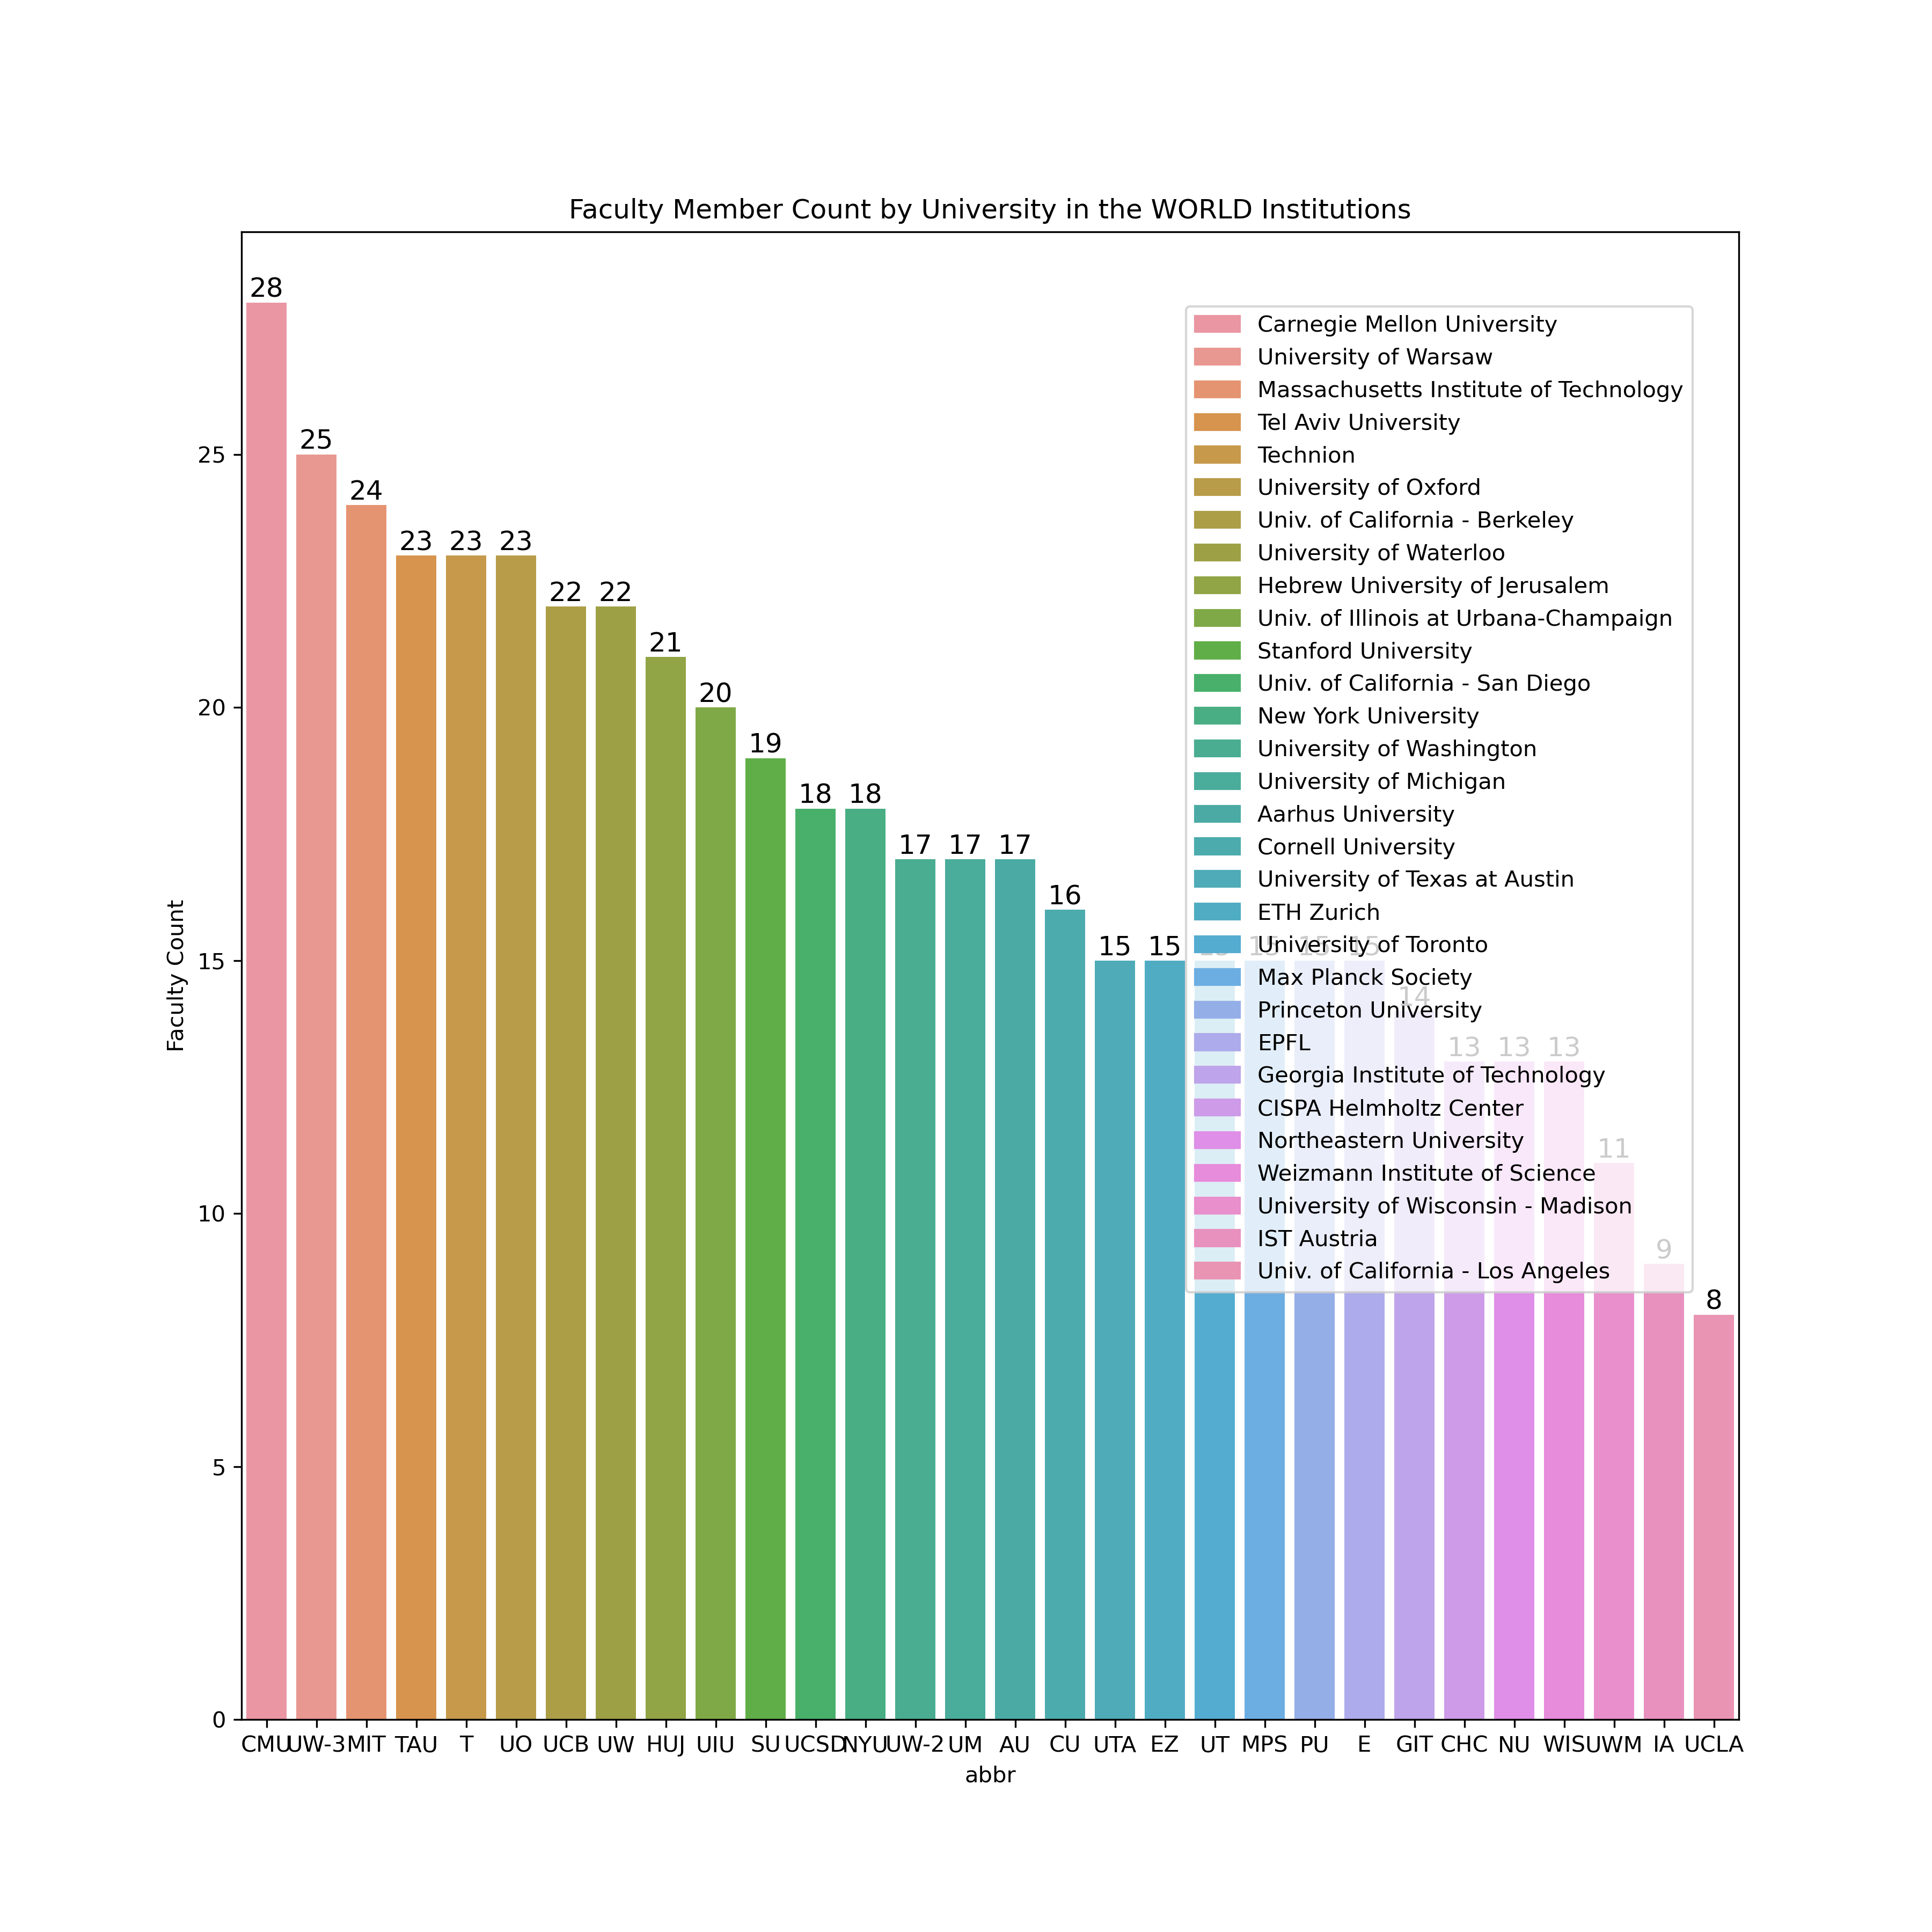 Faculty Member Count by University in the WORLD Institutions
28
25
24
23 23 23
22 22
21
20
19
18 18
17 17 17
16
15 15 15 15 15 15
14
13 13 13
11
9
8
Carnegie Mellon University
University of Warsaw
Massachusetts Institute of Technology
Tel Aviv University
Technion
University of Oxford
Univ. of California - Berkeley
University of Waterloo
Hebrew University of Jerusalem
Univ. of Illinois at Urbana-Champaign
Stanford University
Univ. of California - San Diego
New York University
University of Washington
University of Michigan
Aarhus University
Cornell University
University of Texas at Austin
ETH Zurich
University of Toronto
Max Planck Society
Princeton University
EPFL
Georgia Institute of Technology
CISPA Helmholtz Center
Northeastern University
Weizmann Institute of Science
University of Wisconsin - Madison
IST Austria
Univ. of California - Los Angeles
Faculty Count
25
20
15
10
5
0
CMU UW-3 MIT TAU T UO UCB UW HUJ UIU SU UCSD NYU UW-2 UM AU CU UTA EZ UT MPS PU E GIT CHC NU WIS UWM IA UCLA
abbr